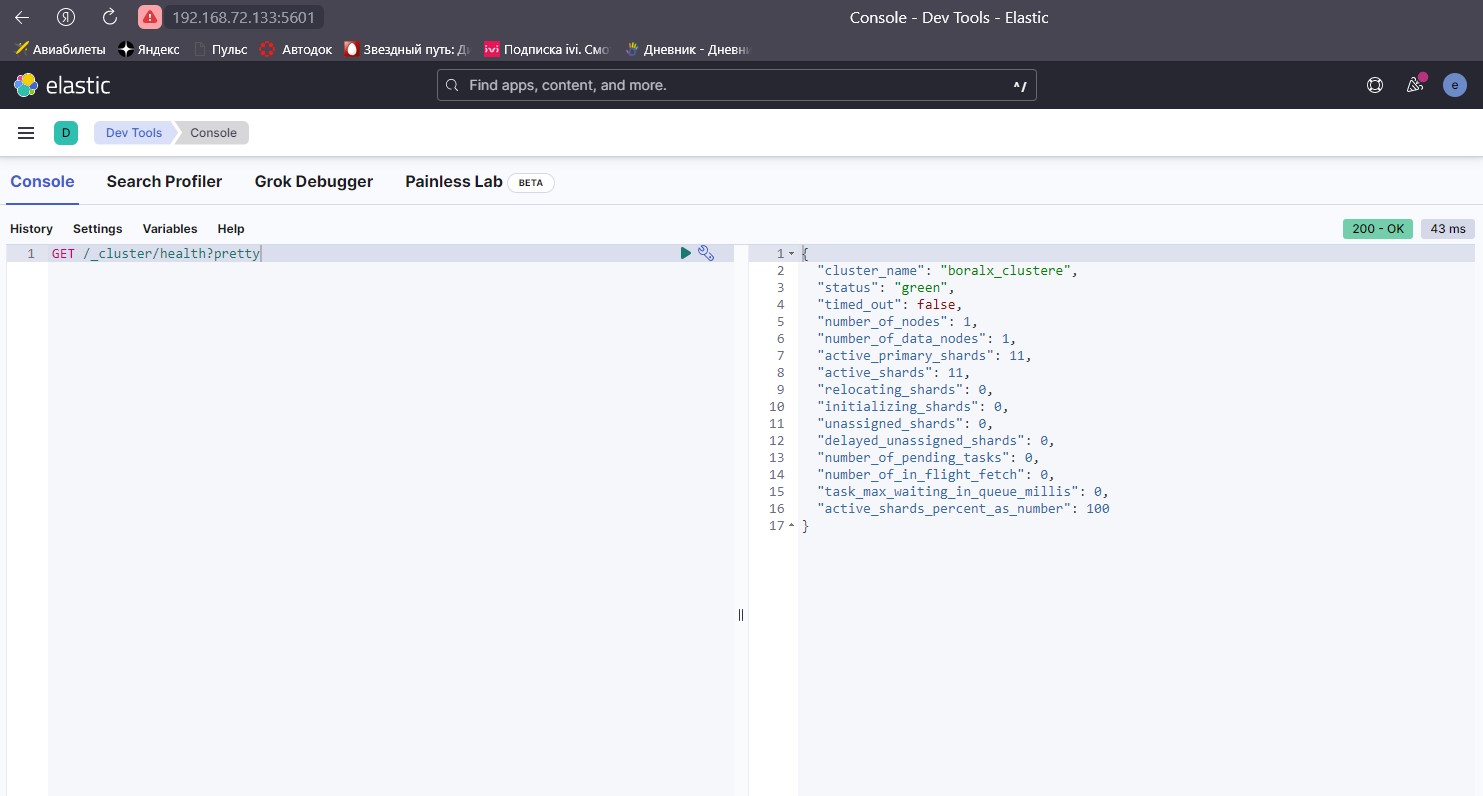 192.168.72.133:5601
Console - Dev Tools - Elastic
Авиабилеты Яндекс Пульс Автодок Звездный путь: Ди ivi Подписка ivi. Смо Дневник - Дневни
elastic
Find apps, content, and more.
^/
e
D
Dev Tools
Console
Console
Search Profiler
Grok Debugger
Painless Lab
BETA
History
Settings
Variables
Help
200 - OK
43 ms
1 GET /_cluster/health?pretty
1 {
2 "cluster_name": "boralx_clustere",
3 "status": "green",
4 "timed_out": false,
5 "number_of_nodes": 1,
6 "number_of_data_nodes": 1,
7 "active_primary_shards": 11,
8 "active_shards": 11,
9 "relocating_shards": 0,
10 "initializing_shards": 0,
11 "unassigned_shards": 0,
12 "delayed_unassigned_shards": 0,
13 "number_of_pending_tasks": 0,
14 "number_of_in_flight_fetch": 0,
15 "task_max_waiting_in_queue_millis": 0,
16 "active_shards_percent_as_number": 100
17 }